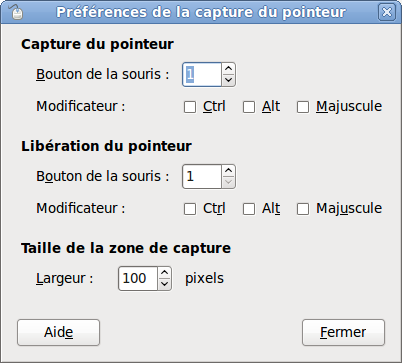 Préférences de la capture du pointeur
Capture du pointeur
Bouton de la souris : 1
Modificateur : Ctrl Alt Majuscule
Libération du pointeur
Bouton de la souris : 1
Modificateur : Ctrl Alt Majuscule
Taille de la zone de capture
Largeur : 100 pixels
Aide Fermer